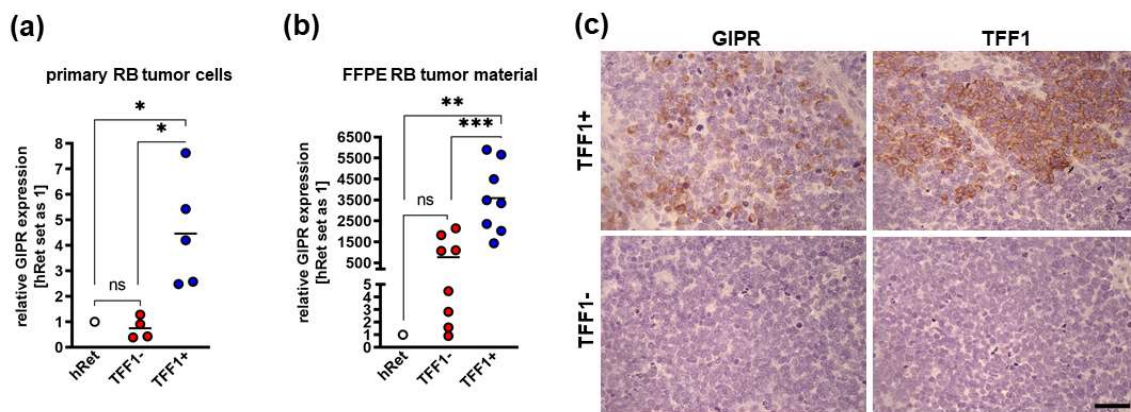 (a)
primary RB tumor cells
relative GIPR expression
[hRet set as 1]
*
*
ns
8
7
6
5
4
3
2
1
0
hRet
TFF1-
TFF1+
(b)
FFPE RB tumor material
relative GIPR expression
[hRet set as 1]
**
***
ns
6500
5500
4500
3500
2500
1500
500
5
4
3
2
1
0
hRet
TFF1-
TFF1+
(c)
GIPR
TFF1
TFF1+
TFF1-